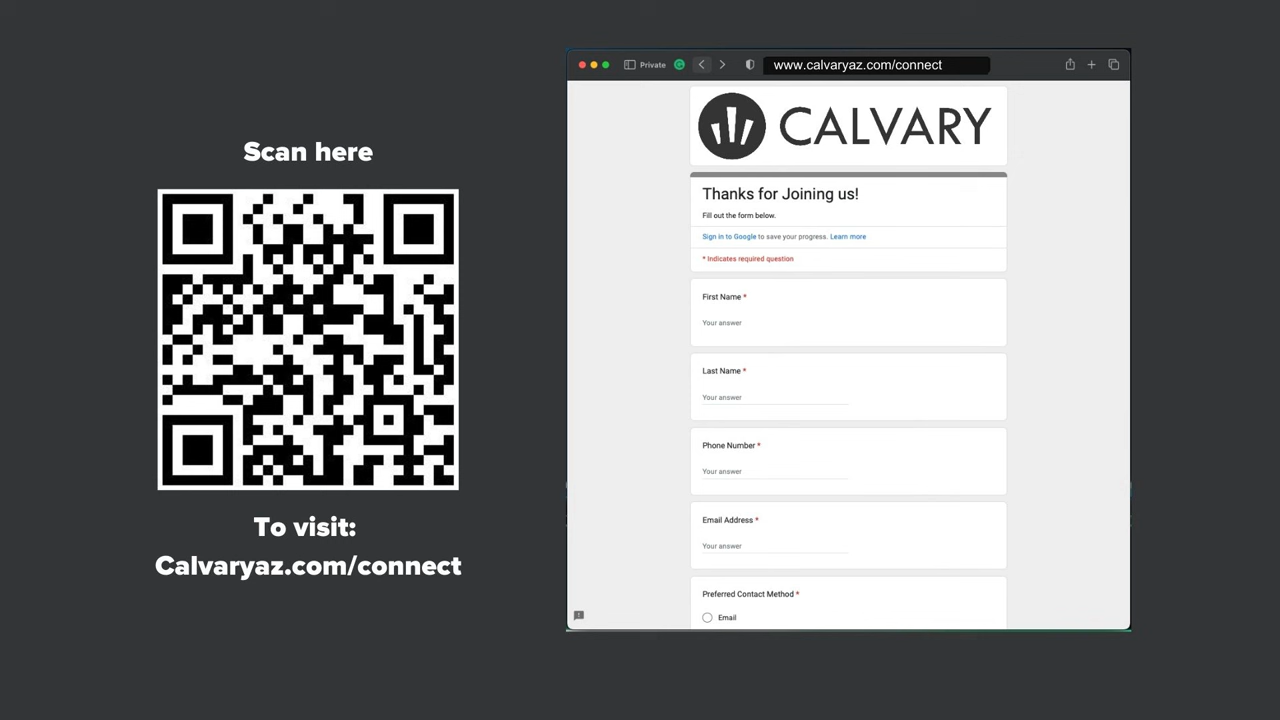 Scan here
To visit:
Calvaryaz.com/connect
Private
www.calvaryaz.com/connect
CALVARY
Thanks for Joining us!
Fill out the form below.
Sign in to Google to save your progress. Learn more
* Indicates required question
First Name *
Your answer
Last Name *
Your answer
Phone Number *
Your answer
Email Address *
Your answer
Preferred Contact Method *
Email